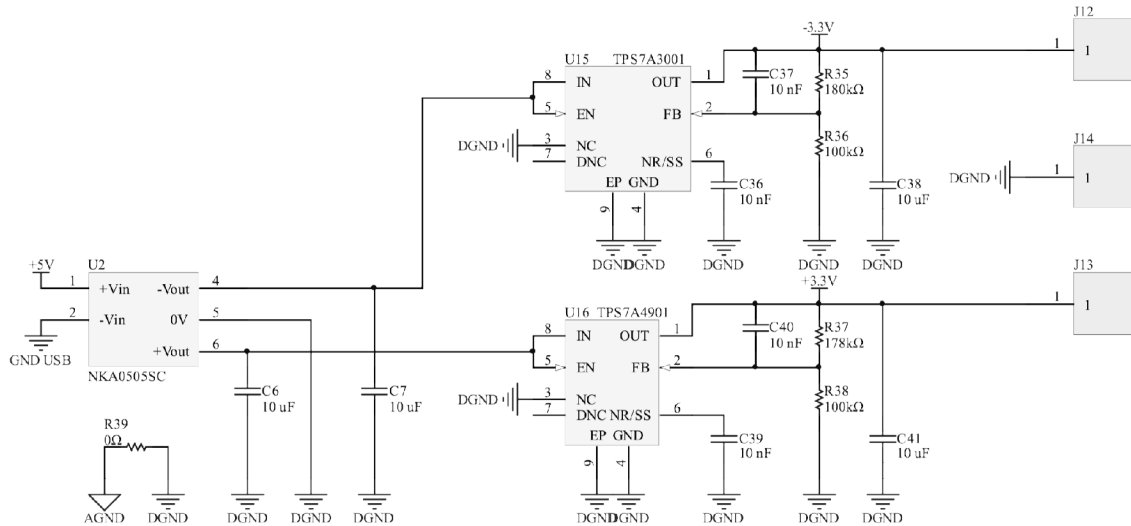 J12
-3.3V
1
1
U15 TPS7A3001
8 IN OUT 1
C37
10 nF
R35
180kΩ
5 EN FB 2
R36
100kΩ
J14
DGND 3 NC
7 DNC NR/SS 6
EP GND
9 4
C36
10 nF
C38
10 uF
DGND 1
1
DGND DGND DGND DGND DGND
+5V
U2
1 +Vin -Vout 4
2 -Vin 0V 5
+Vout 6
GND USB
NKA0505SC
J13
+3.3V
1
1
U16 TPS7A4901
8 IN OUT 1
C40
10 nF
R37
178kΩ
5 EN FB 2
R38
100kΩ
DGND 3 NC
7 DNC NR/SS 6
EP GND
9 4
C6
10 uF
C7
10 uF
C39
10 nF
C41
10 uF
R39
0Ω
AGND DGND DGND DGND DGND DGND DGND DGND DGND DGND